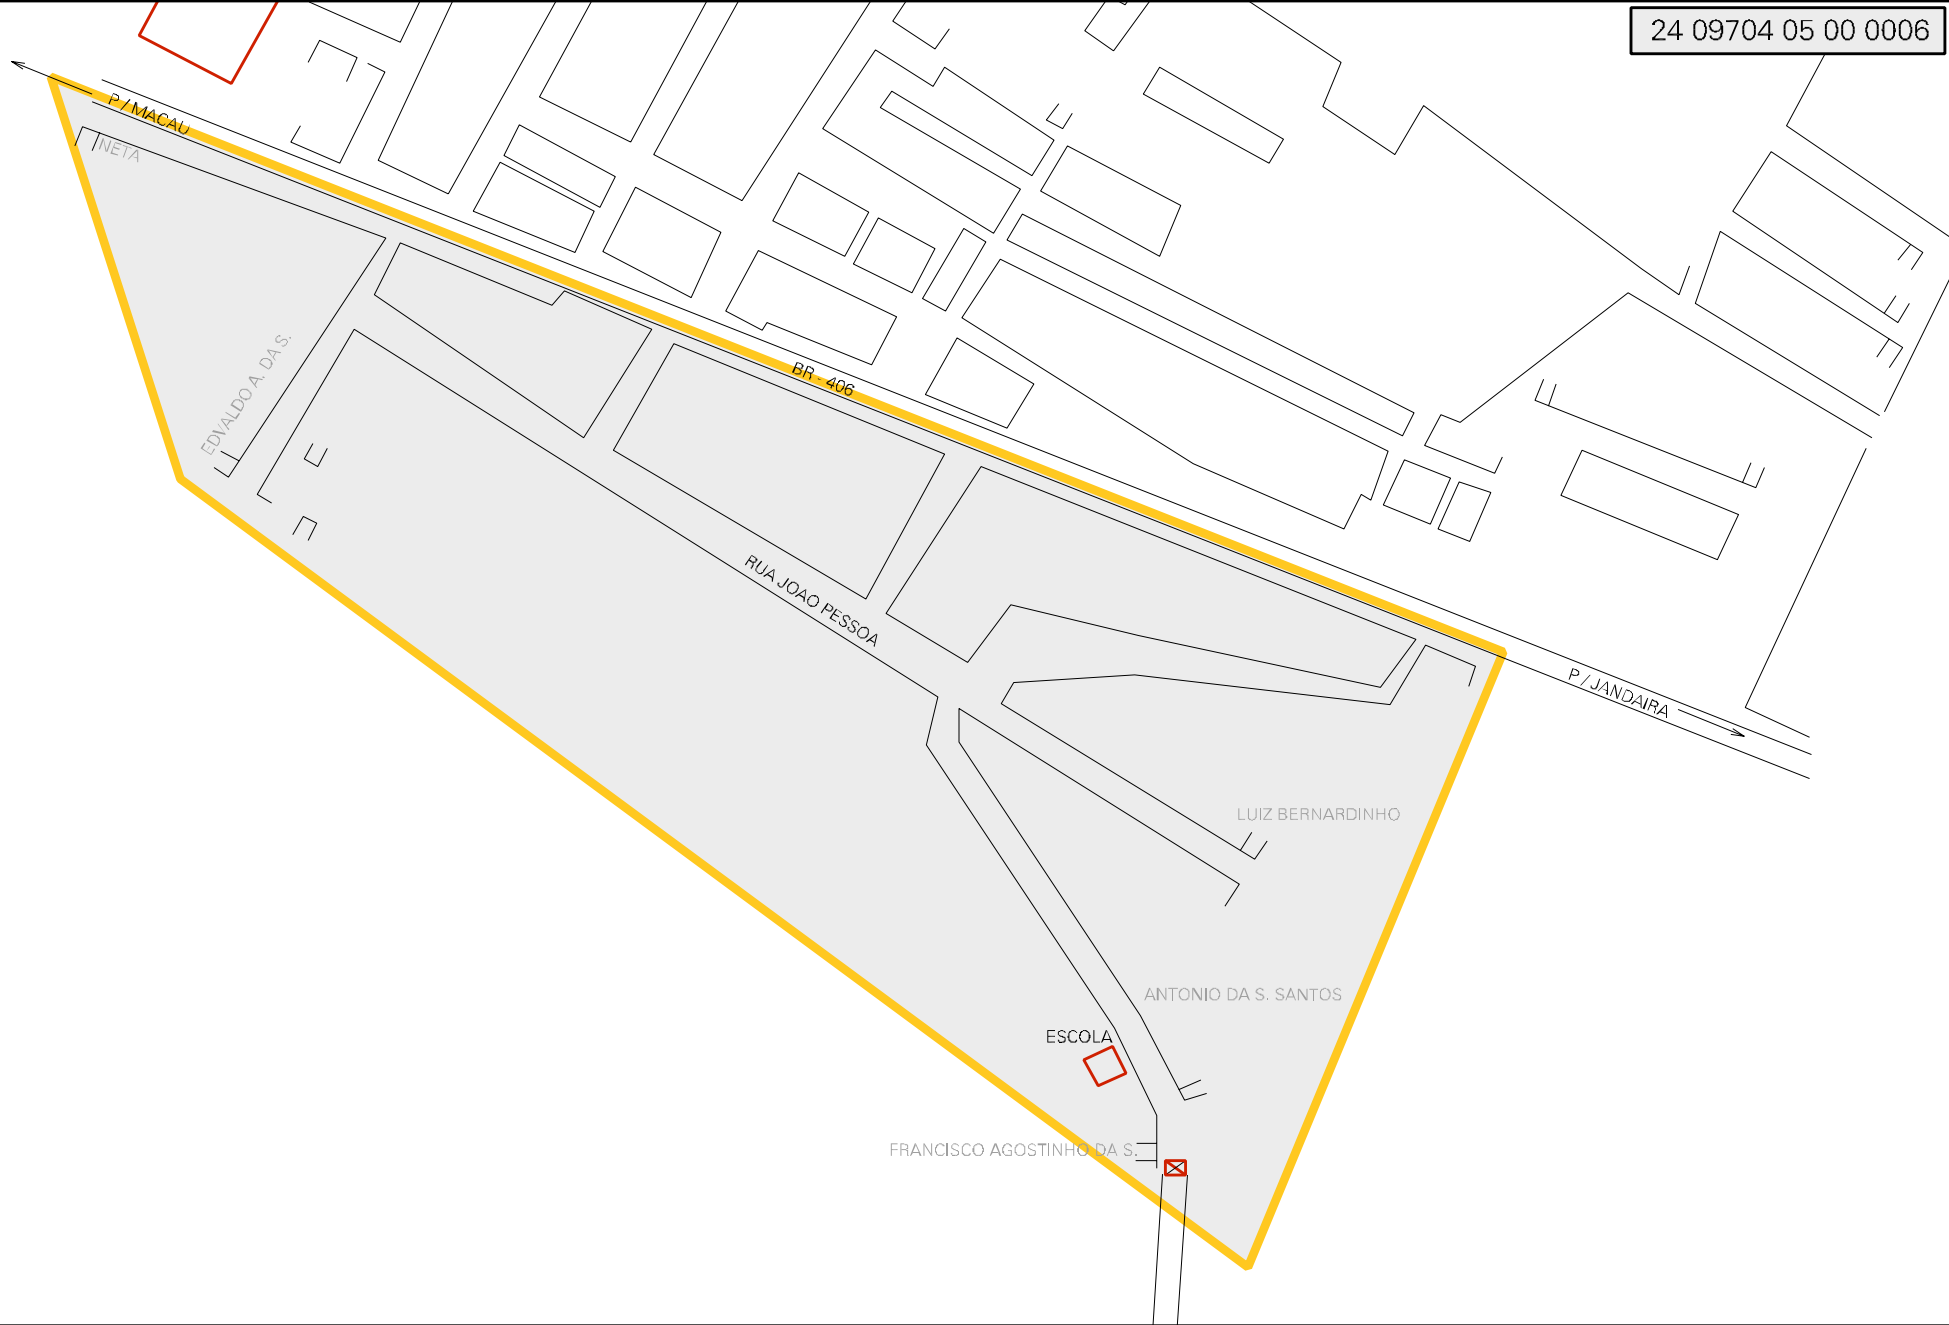 24 09704 05 00 0006
P / MACAU
NETA
EDVALDO A. DA S.
BR - 406
RUA JOAO PESSOA
P / JANDAIRA
LUIZ BERNARDINHO
ANTONIO DA S. SANTOS
ESCOLA
FRANCISCO AGOSTINHO DA S.